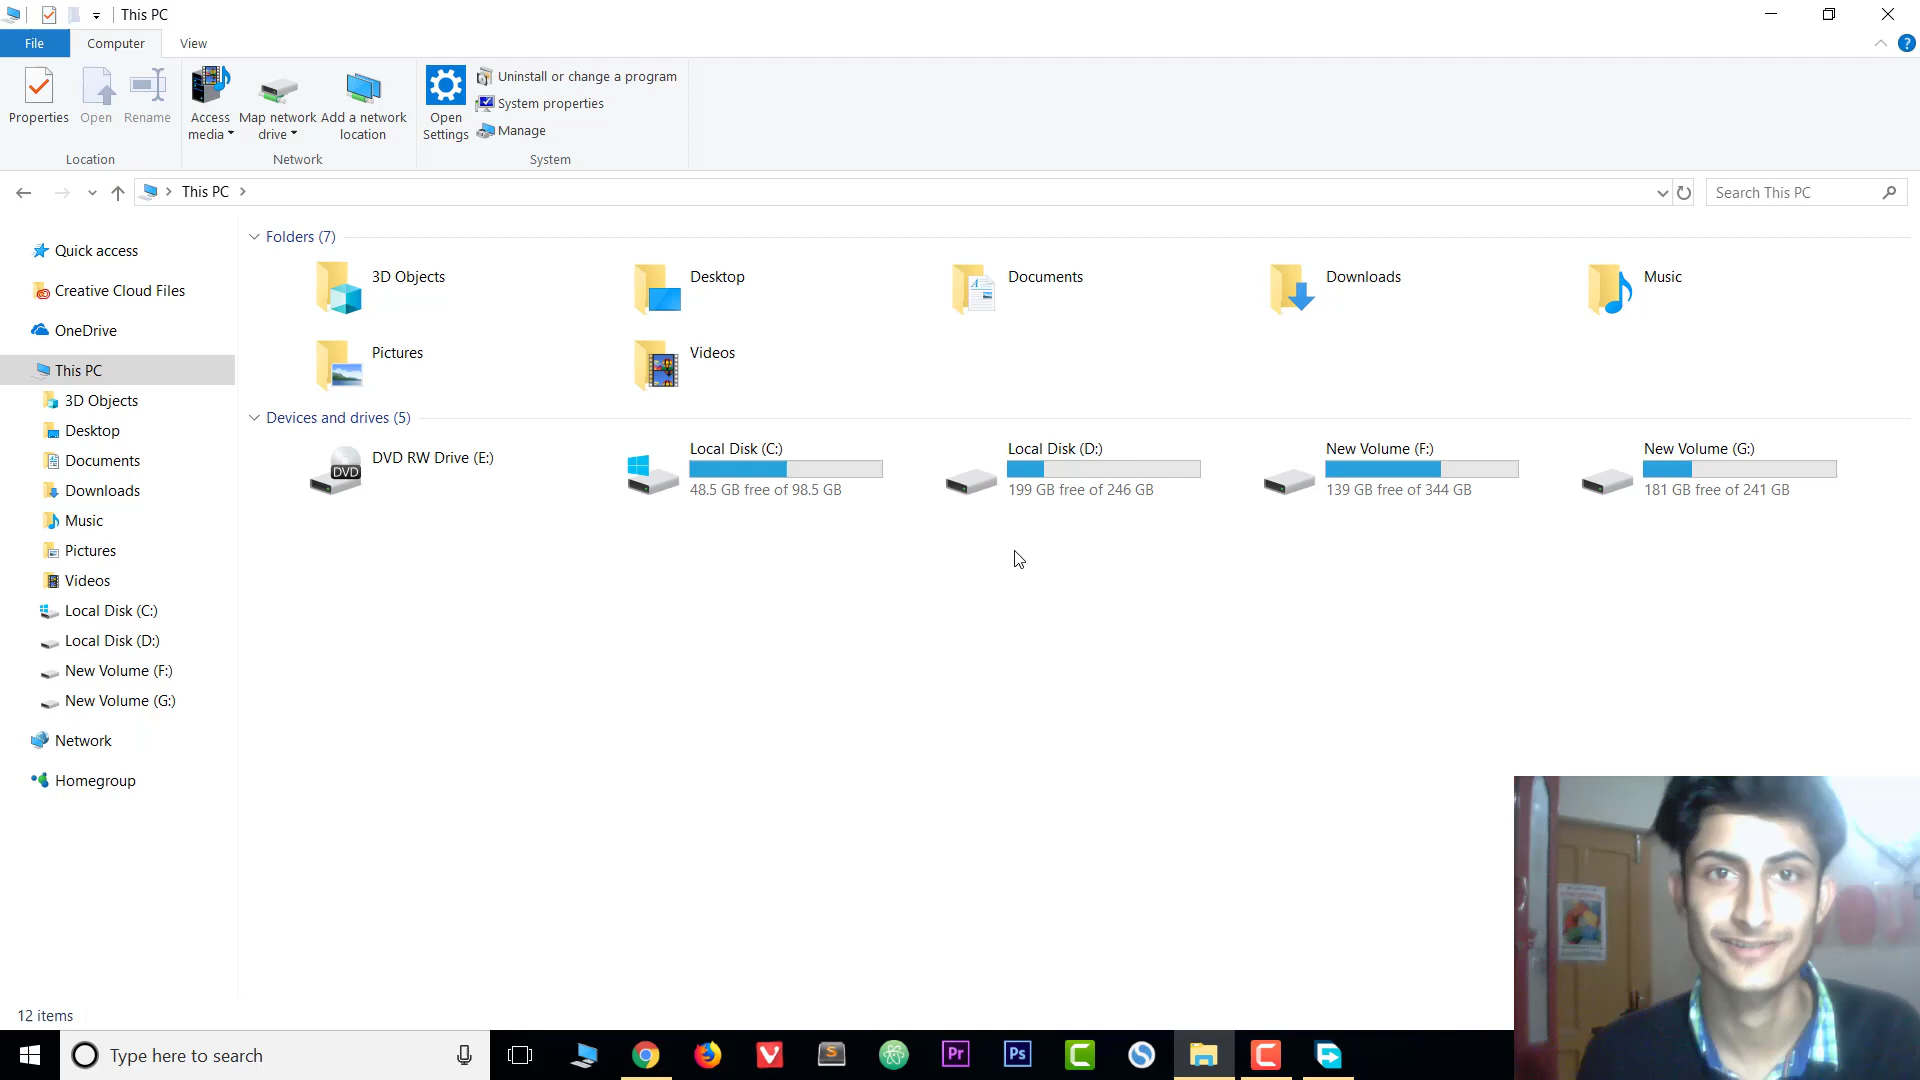 This PC
File
Computer
View
Properties
Open
Rename
Access
media
Map network
drive
Add a network
location
Open
Settings
Uninstall or change a program
System properties
Manage
Location
Network
System
This PC
Search This PC
Quick access
Creative Cloud Files
OneDrive
This PC
3D Objects
Desktop
Documents
Downloads
Music
Pictures
Videos
Local Disk (C:)
Local Disk (D:)
New Volume (F:)
New Volume (G:)
Network
Homegroup
Folders (7)
3D Objects
Desktop
Documents
Downloads
Music
Pictures
Videos
Devices and drives (5)
DVD
DVD RW Drive (E:)
Local Disk (C:)
48.5 GB free of 98.5 GB
Local Disk (D:)
199 GB free of 246 GB
New Volume (F:)
139 GB free of 344 GB
New Volume (G:)
181 GB free of 241 GB
12 items
Type here to search
Pr
Ps